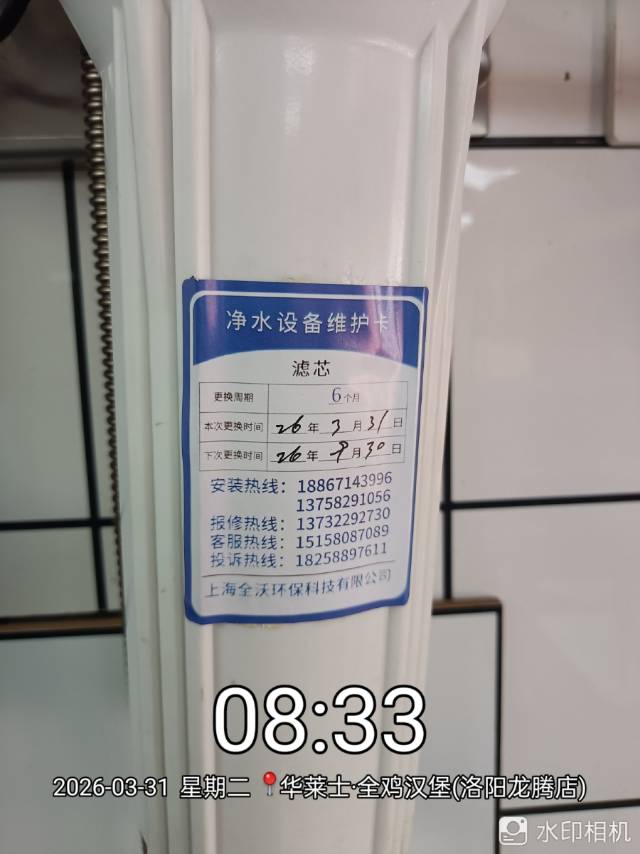 净水设备维护卡
滤芯
更换周期 6个月
本次更换时间 26年3月31日
下次更换时间 26年9月30日
安装热线：18867143996
13758291056
报修热线：13732292730
客服热线：15158087089
投诉热线：18258897611
上海全沃环保科技有限公司
08:33
2026-03-31 星期二 📍华莱士·全鸡汉堡(洛阳龙腾店)
水印相机